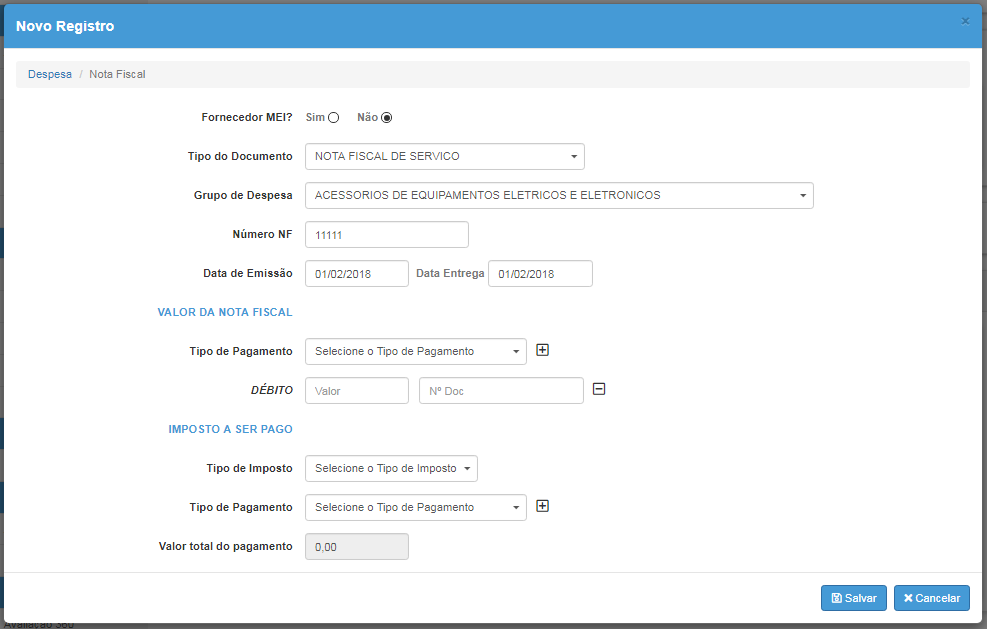 Novo Registro ×
Despesa / Nota Fiscal
Fornecedor MEI? Sim Não
Tipo do Documento NOTA FISCAL DE SERVICO
Grupo de Despesa ACESSORIOS DE EQUIPAMENTOS ELETRICOS E ELETRONICOS
Número NF 11111
Data de Emissão 01/02/2018 Data Entrega 01/02/2018
VALOR DA NOTA FISCAL
Tipo de Pagamento Selecione o Tipo de Pagamento
DÉBITO Valor Nº Doc
IMPOSTO A SER PAGO
Tipo de Imposto Selecione o Tipo de Imposto
Tipo de Pagamento Selecione o Tipo de Pagamento
Valor total do pagamento 0,00
Salvar Cancelar
Avaliação 360